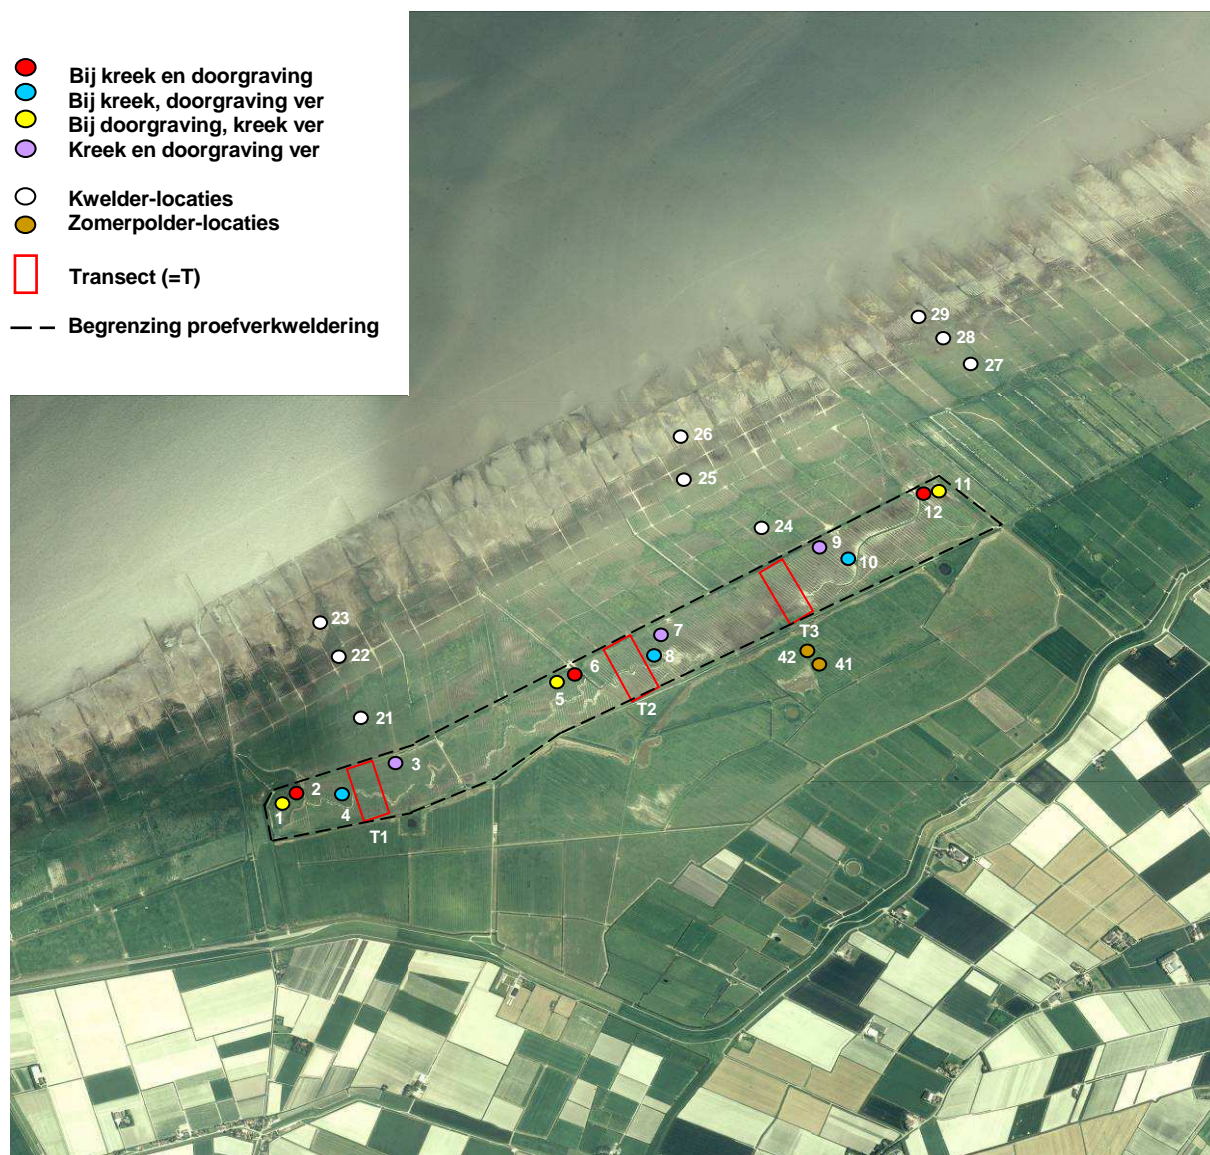 Bij kreek en doorgraving
Bij kreek, doorgraving ver
Bij doorgraving, kreek ver
Kreek en doorgraving ver
Kwelder-locaties
Zomerpolder-locaties
Transect (=T)
Begrenzing proefverkweldering
29
28
27
26
25
24
11
12
9
10
23
22
21
7
8
6
5
T3
42
41
T2
3
2
4
1
T1